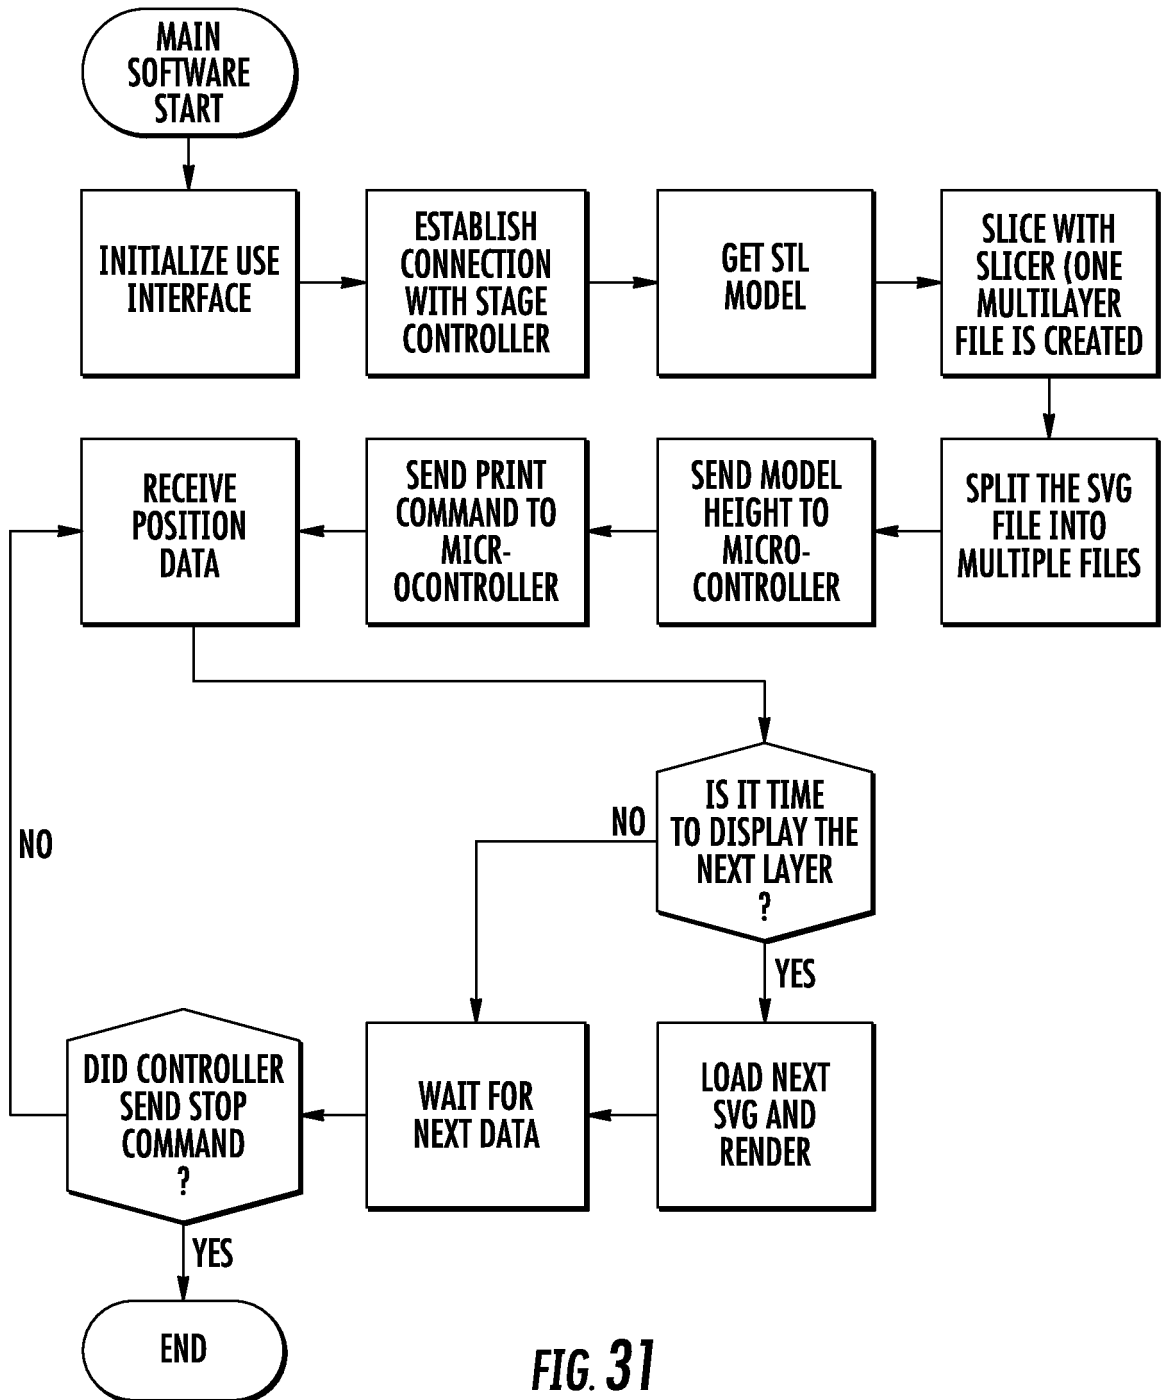 MAIN
SOFTWARE
START
INITIALIZE USE
INTERFACE
ESTABLISH
CONNECTION
WITH STAGE
CONTROLLER
GET STL
MODEL
SLICE WITH
SLICER (ONE
MULTILAYER
FILE IS CREATED
SPLIT THE SVG
FILE INTO
MULTIPLE FILES
SEND MODEL
HEIGHT TO
MICRO-
CONTROLLER
SEND PRINT
COMMAND TO
MICR-
OCONTROLLER
RECEIVE
POSITION
DATA
IS IT TIME
TO DISPLAY THE
NEXT LAYER
?
NO
YES
LOAD NEXT
SVG AND
RENDER
WAIT FOR
NEXT DATA
DID CONTROLLER
SEND STOP
COMMAND
?
NO
YES
END
FIG. 31